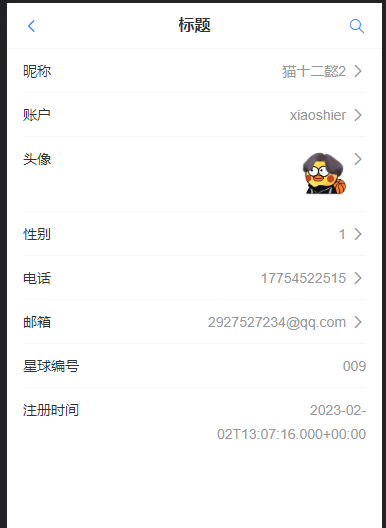 标题
昵称 猫十二懿2
账户 xiaoshier
头像
性别 1
电话 17754522515
邮箱 2927527234@qq.com
星球编号 009
注册时间 2023-02-
02T13:07:16.000+00:00